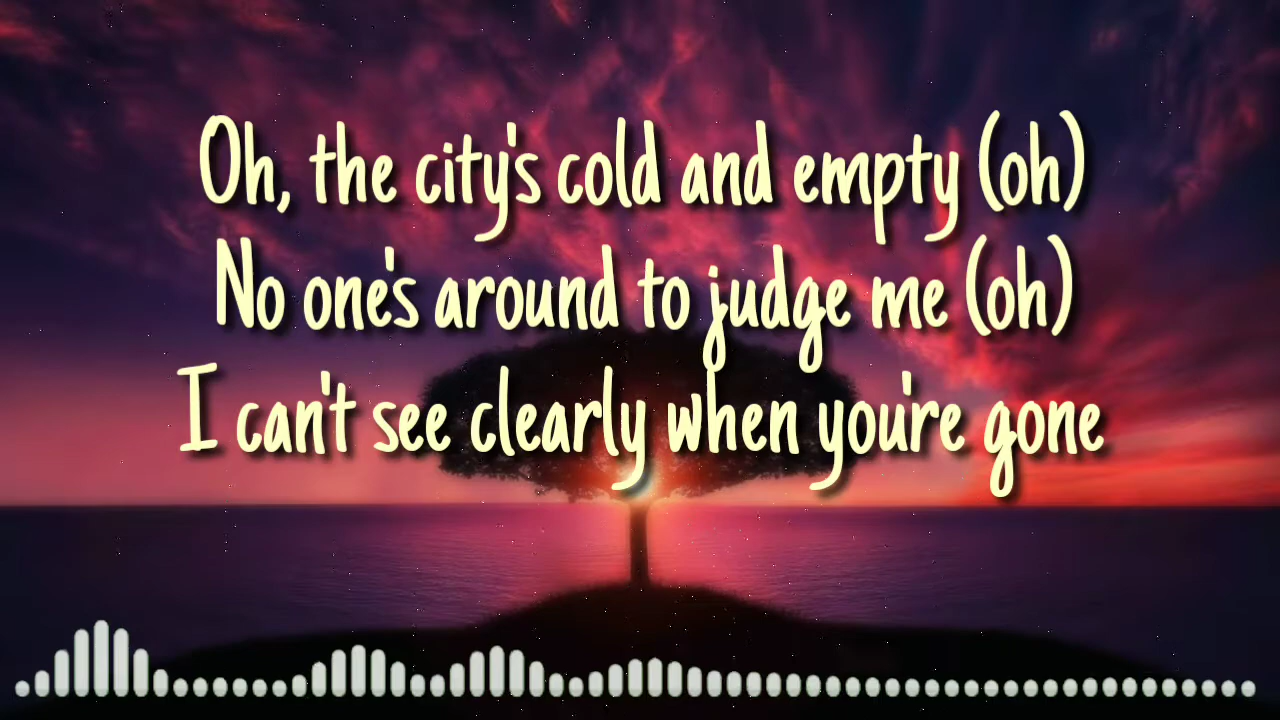 Oh, the city's cold and empty (oh)
No one's around to judge me (oh)
I can't see clearly when you're gone